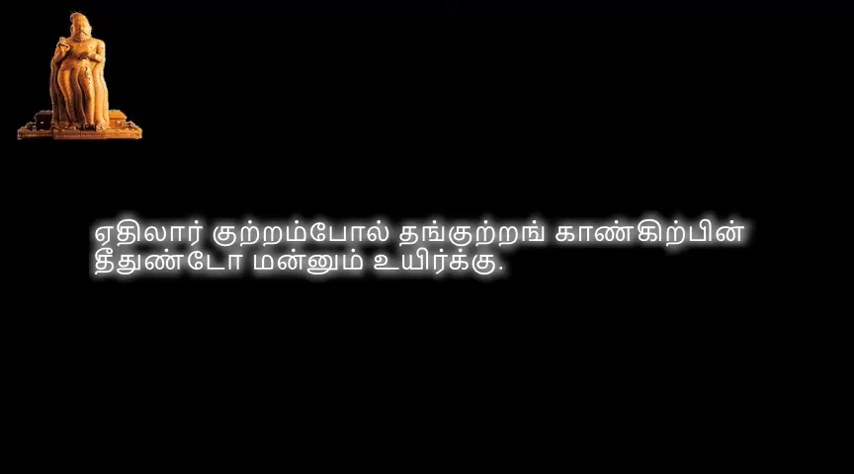 ஏதிலார் குற்றம்போல் தங்குற்றங் காண்கிற்பின்
தீதுண்டோ மன்னும் உயிர்க்கு.